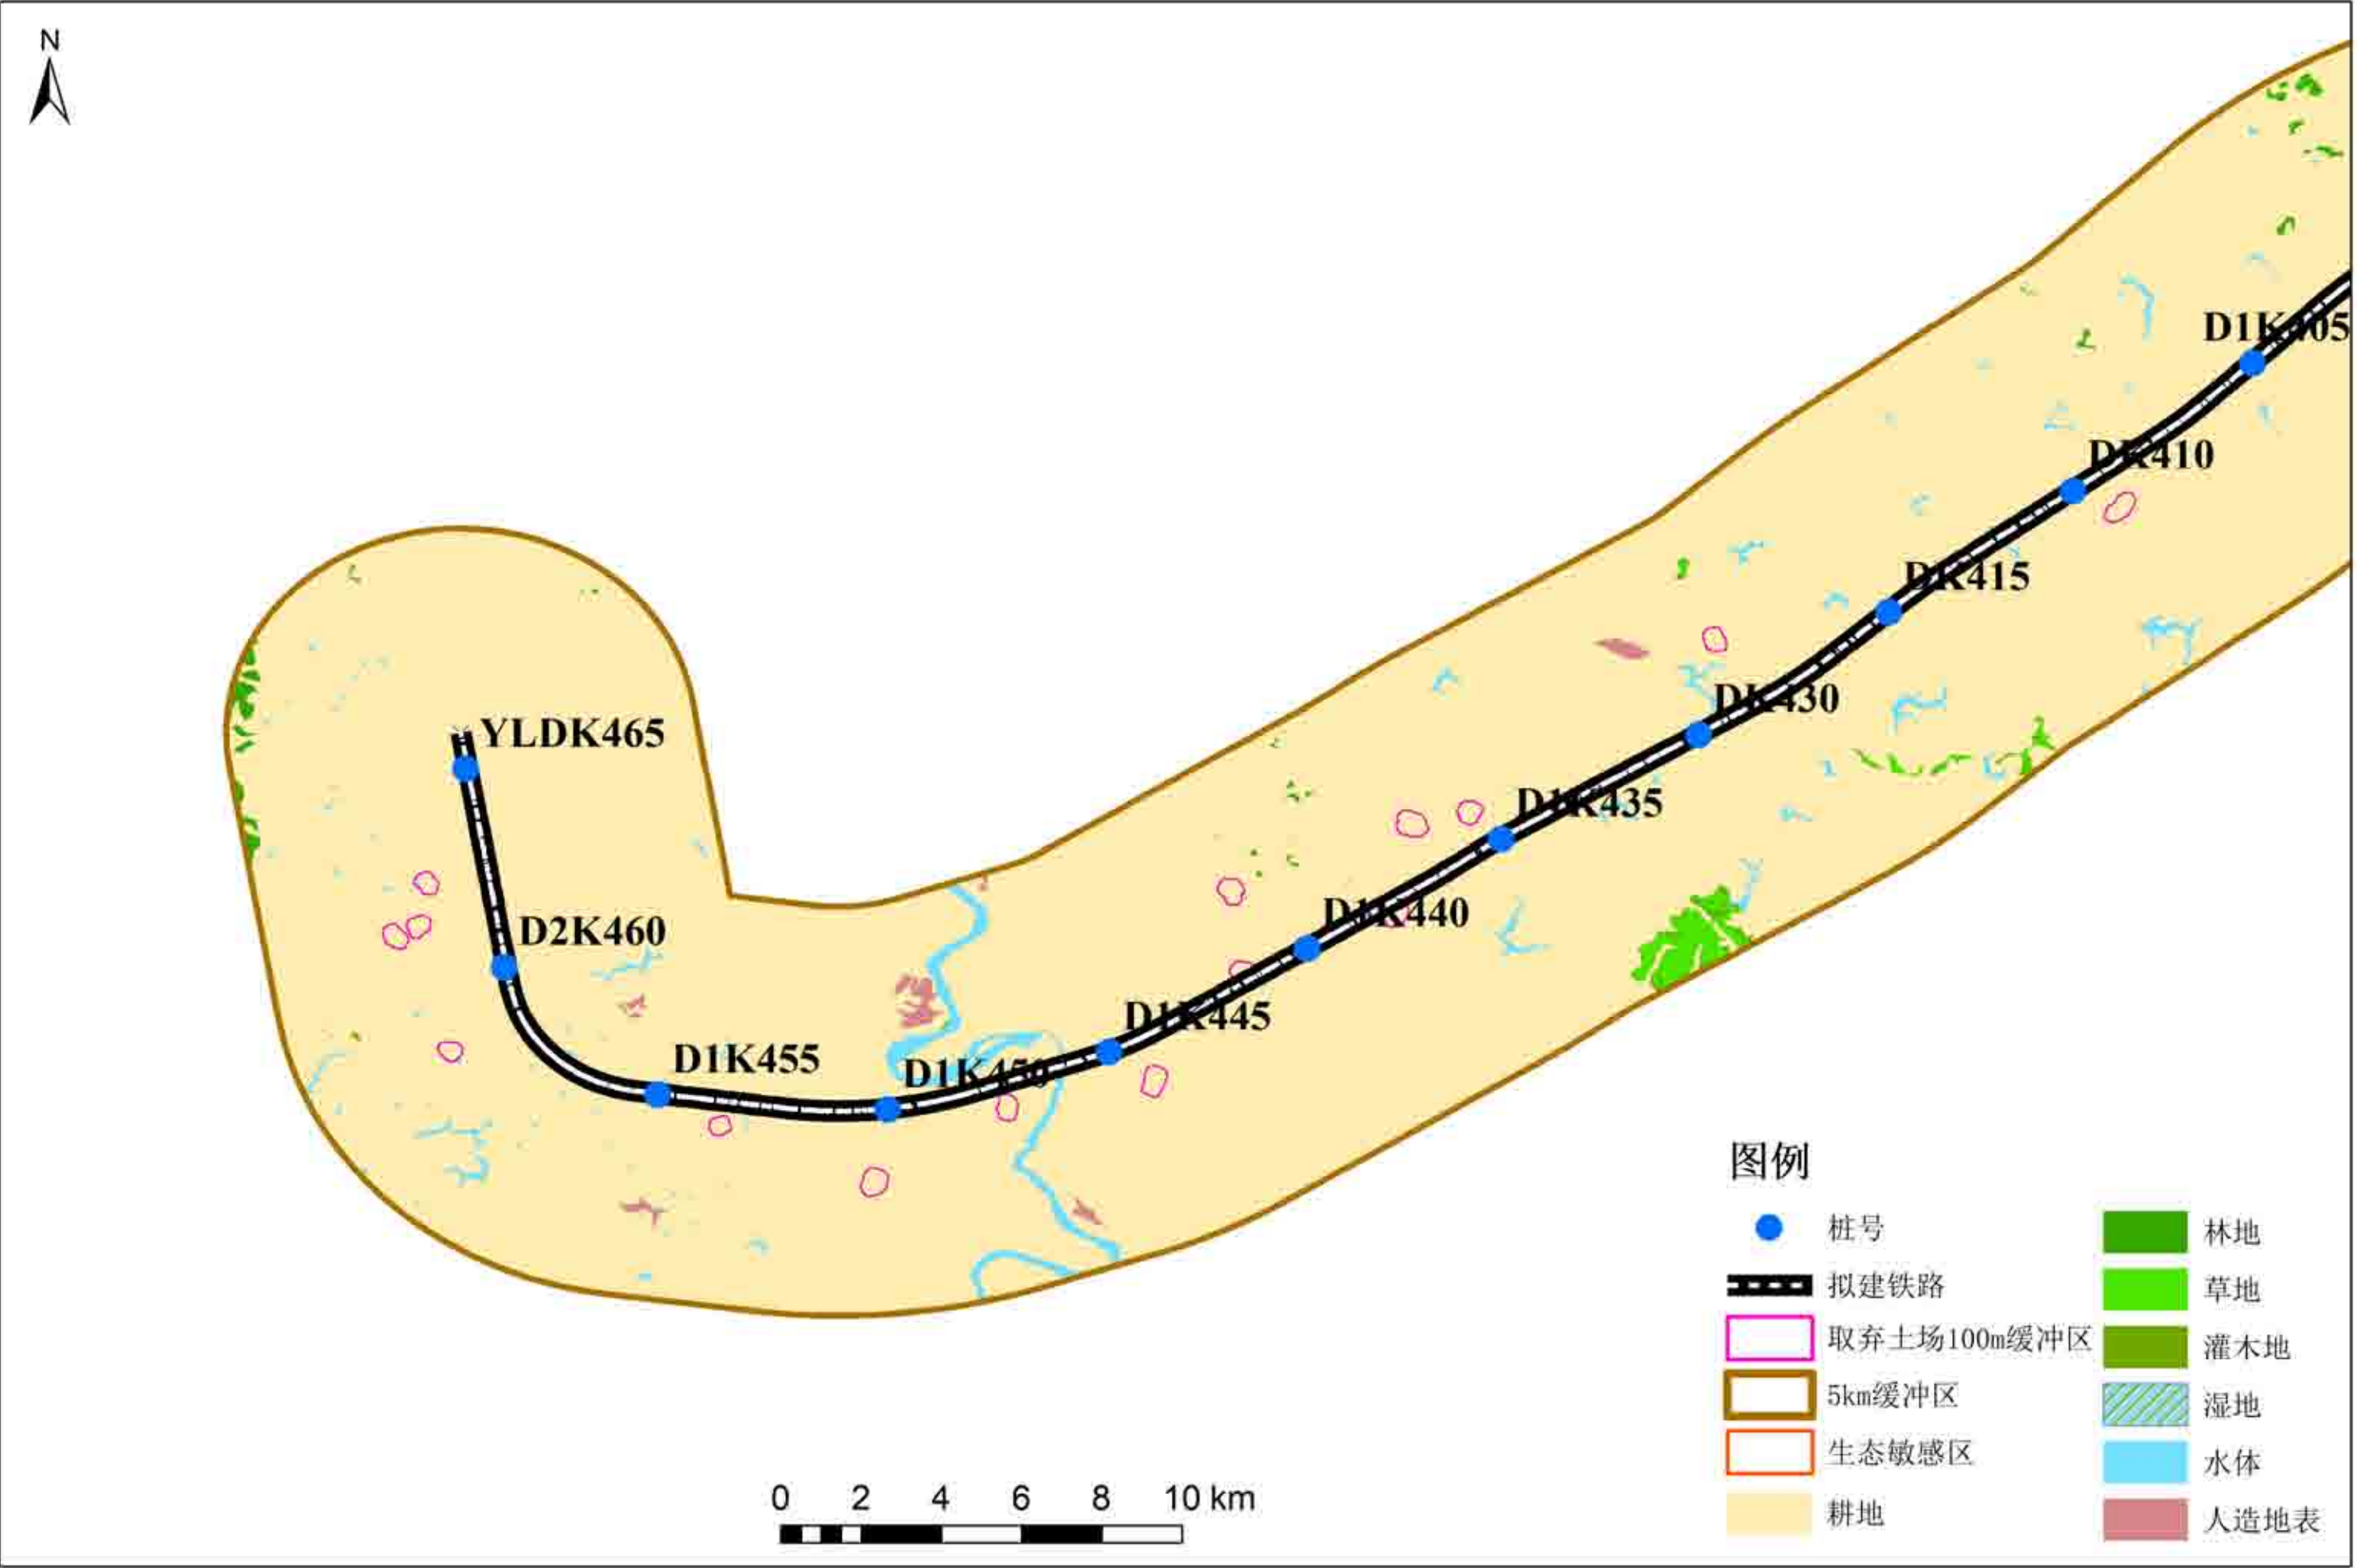 N
D1K405
DK410
DK415
DK430
YLDK465
D1K435
D1K440
D2K460
D1K445
D1K455
D1K450
图例
桩号
拟建铁路
取弃土场100m缓冲区
5km缓冲区
生态敏感区
耕地
林地
草地
灌木地
湿地
水体
人造地表
0 2 4 6 8 10 km